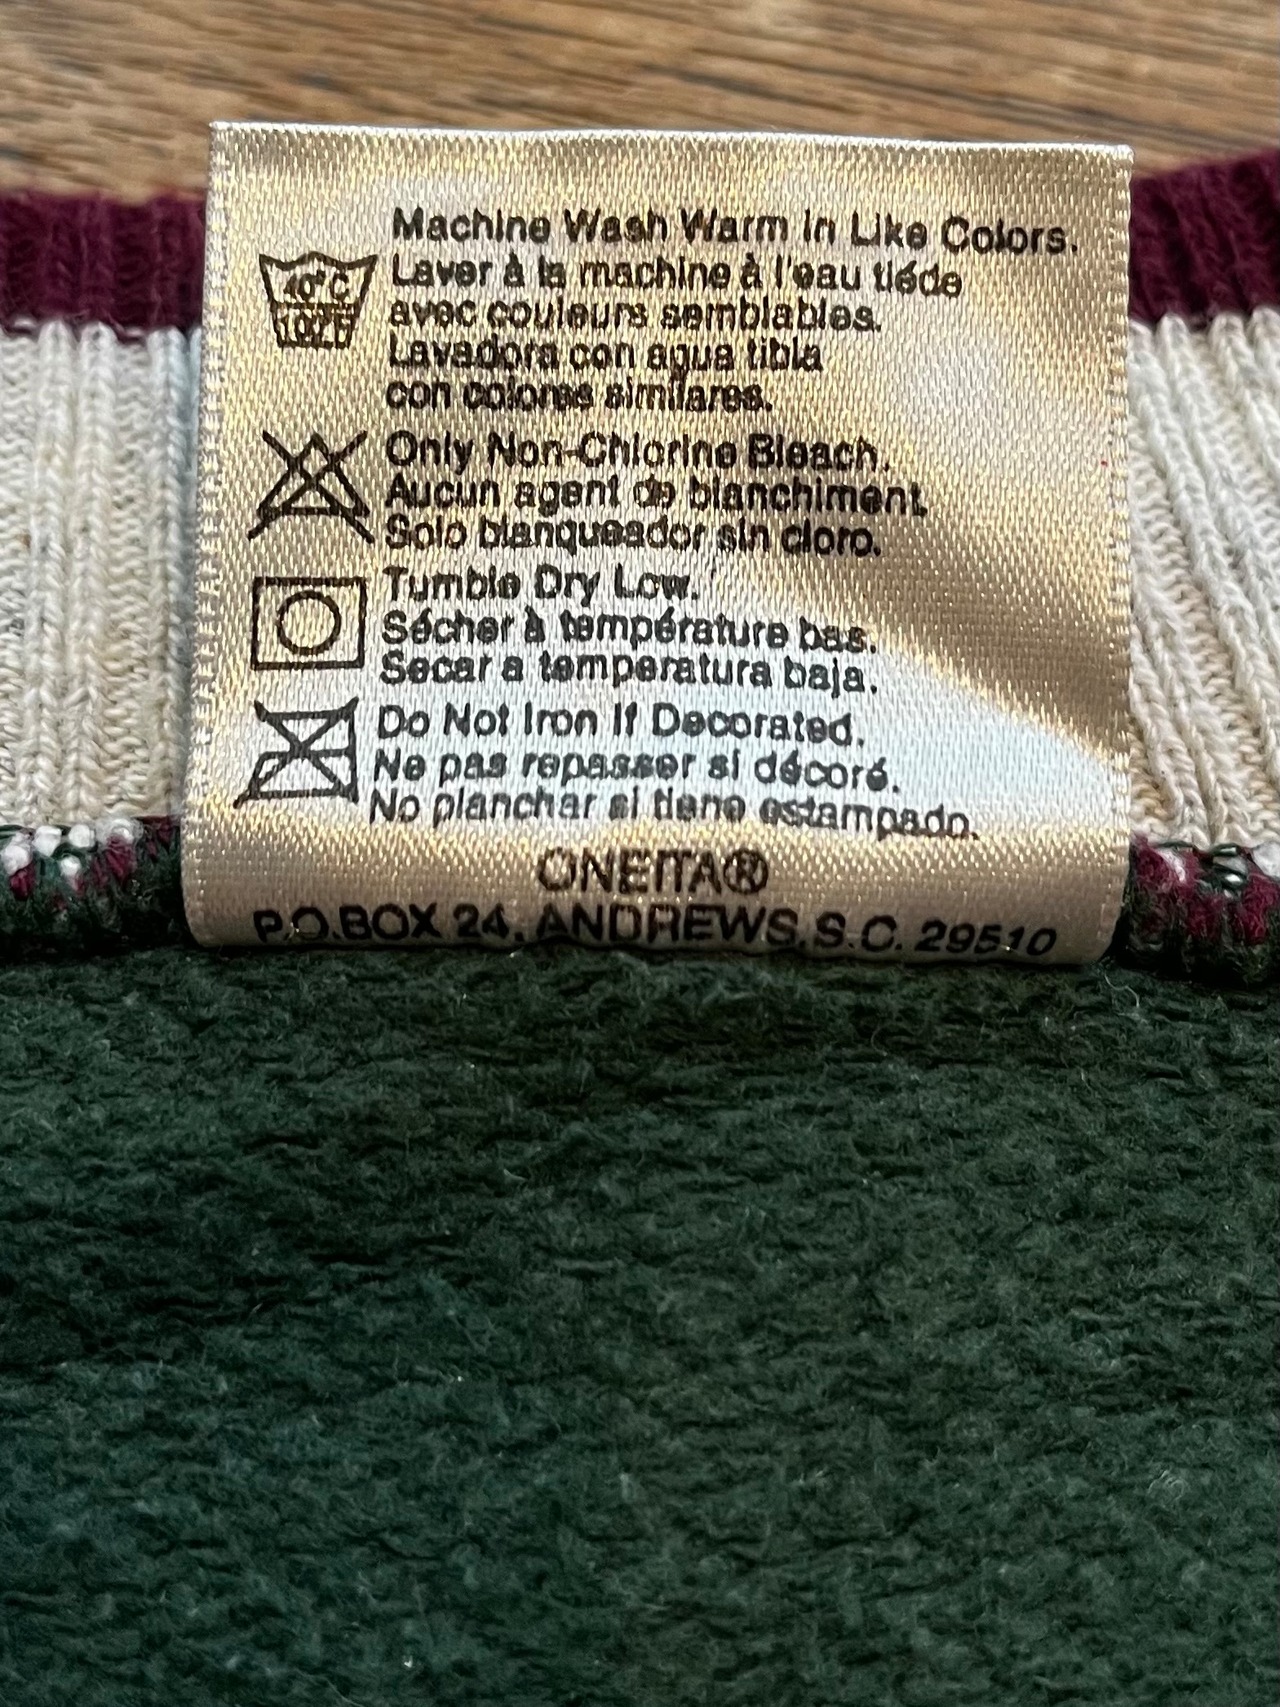 Machine Wash Warm in Like Colors.
40°C
107F
Laver à la machine à l'eau tiéde
avec couleurs semblables.
Lavadora con agua tibla
con colores similares.
Only Non-Chlorine Bleach.
Aucun agent de blanchiment.
Solo blanqueador sin cloro.
Tumble Dry Low.
Sécher à température bas.
Secar a temperatura baja.
Do Not Iron If Decorated.
Ne pas repasser si décoré.
No planchar si tiene estampado.
ONEITA®
P.O.BOX 24, ANDREWS, S.C. 29510